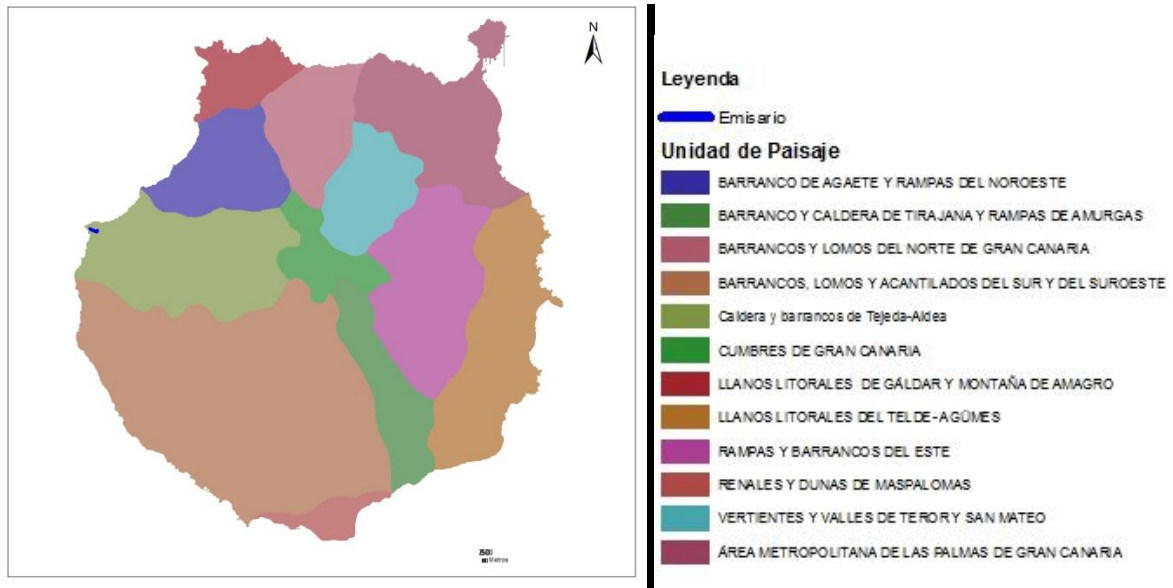 N
Metros
Leyenda
Emisario
Unidad de Paisaje
BARRANCO DE AGAETE Y RAMPAS DEL NOROESTE
BARRANCO Y CALDERA DE TIRAJANA Y RAMPAS DE AMURGAS
BARRANCOS Y LOMOS DEL NORTE DE GRAN CANARIA
BARRANCOS, LOMOS Y ACANTILADOS DEL SUR Y DEL SUROESTE
Caldera y barrancos de Tejeda-Aldea
CUMBRES DE GRAN CANARIA
LLANOS LITORALES DE GÁLDAR Y MONTAÑA DE AMAGRO
LLANOS LITORALES DEL TELDE-AGÜMES
RAMPAS Y BARRANCOS DEL ESTE
RENALES Y DUNAS DE MASPALOMAS
VERTIENTES Y VALLES DE TEROR Y SAN MATEO
ÁREA METROPOLITANA DE LAS PALMAS DE GRAN CANARIA